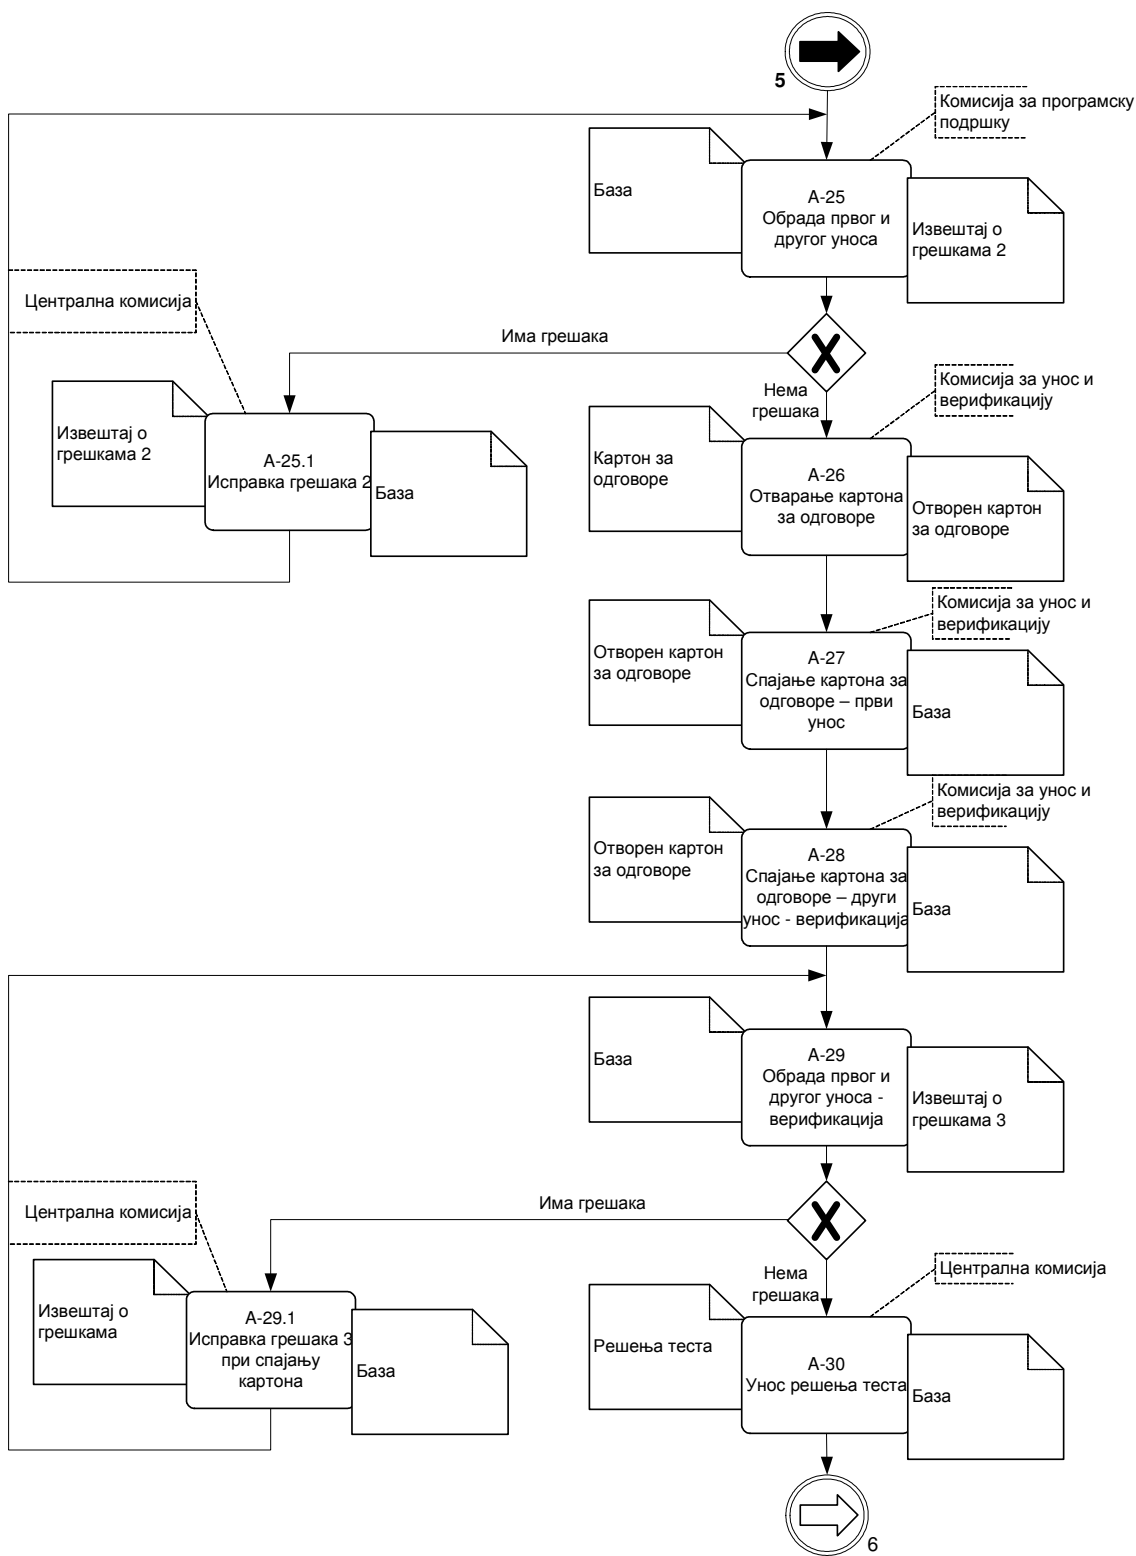 5
Комисија за програмску
подршку
База
А-25
Обрада првог и
другог уноса
Извештај о
грешкама 2
Централна комисија
Има грешака
Нема
грешака
Комисија за унос и
верификацију
Извештај о
грешкама 2
А-25.1
Исправка грешака 2
База
Картон за
одговоре
А-26
Отварање картона
за одговоре
Отворен картон
за одговоре
Комисија за унос и
верификацију
Отворен картон
за одговоре
А-27
Спајање картона за
одговоре – први
унос
База
Комисија за унос и
верификацију
Отворен картон
за одговоре
А-28
Спајање картона за
одговоре – други
унос - верификација
База
База
А-29
Обрада првог и
другог уноса -
верификација
Извештај о
грешкама 3
Централна комисија
Има грешака
Нема
грешака
Централна комисија
Извештај о
грешкама
А-29.1
Исправка грешака 3
при спајању
картона
База
Решења теста
А-30
Унос решења теста
База
6